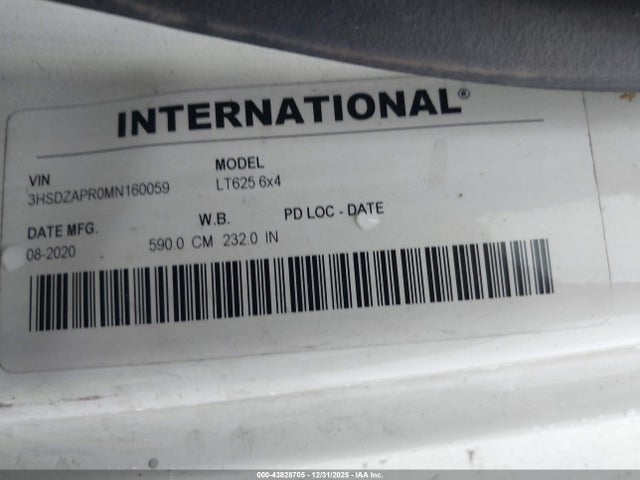 INTERNATIONAL®
VIN
3HSDZAPR0MN160059
MODEL
LT625 6x4
DATE MFG.
08-2020
W.B.
590.0 CM 232.0 IN
PD LOC - DATE
000-43828705 - 12/31/2025 - © IAA Inc.